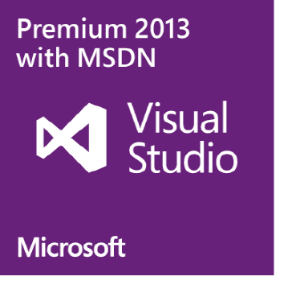 Premium 2013
with MSDN
Visual
Studio
Microsoft